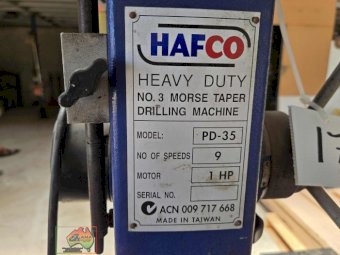 HAFCO
HEAVY DUTY
NO. 3 MORSE TAPER
DRILLING MACHINE
MODEL: PD-35
NO OF SPEEDS 9
MOTOR 1 HP
SERIAL NO.
ACN 009 717 668
MADE IN TAIWAN